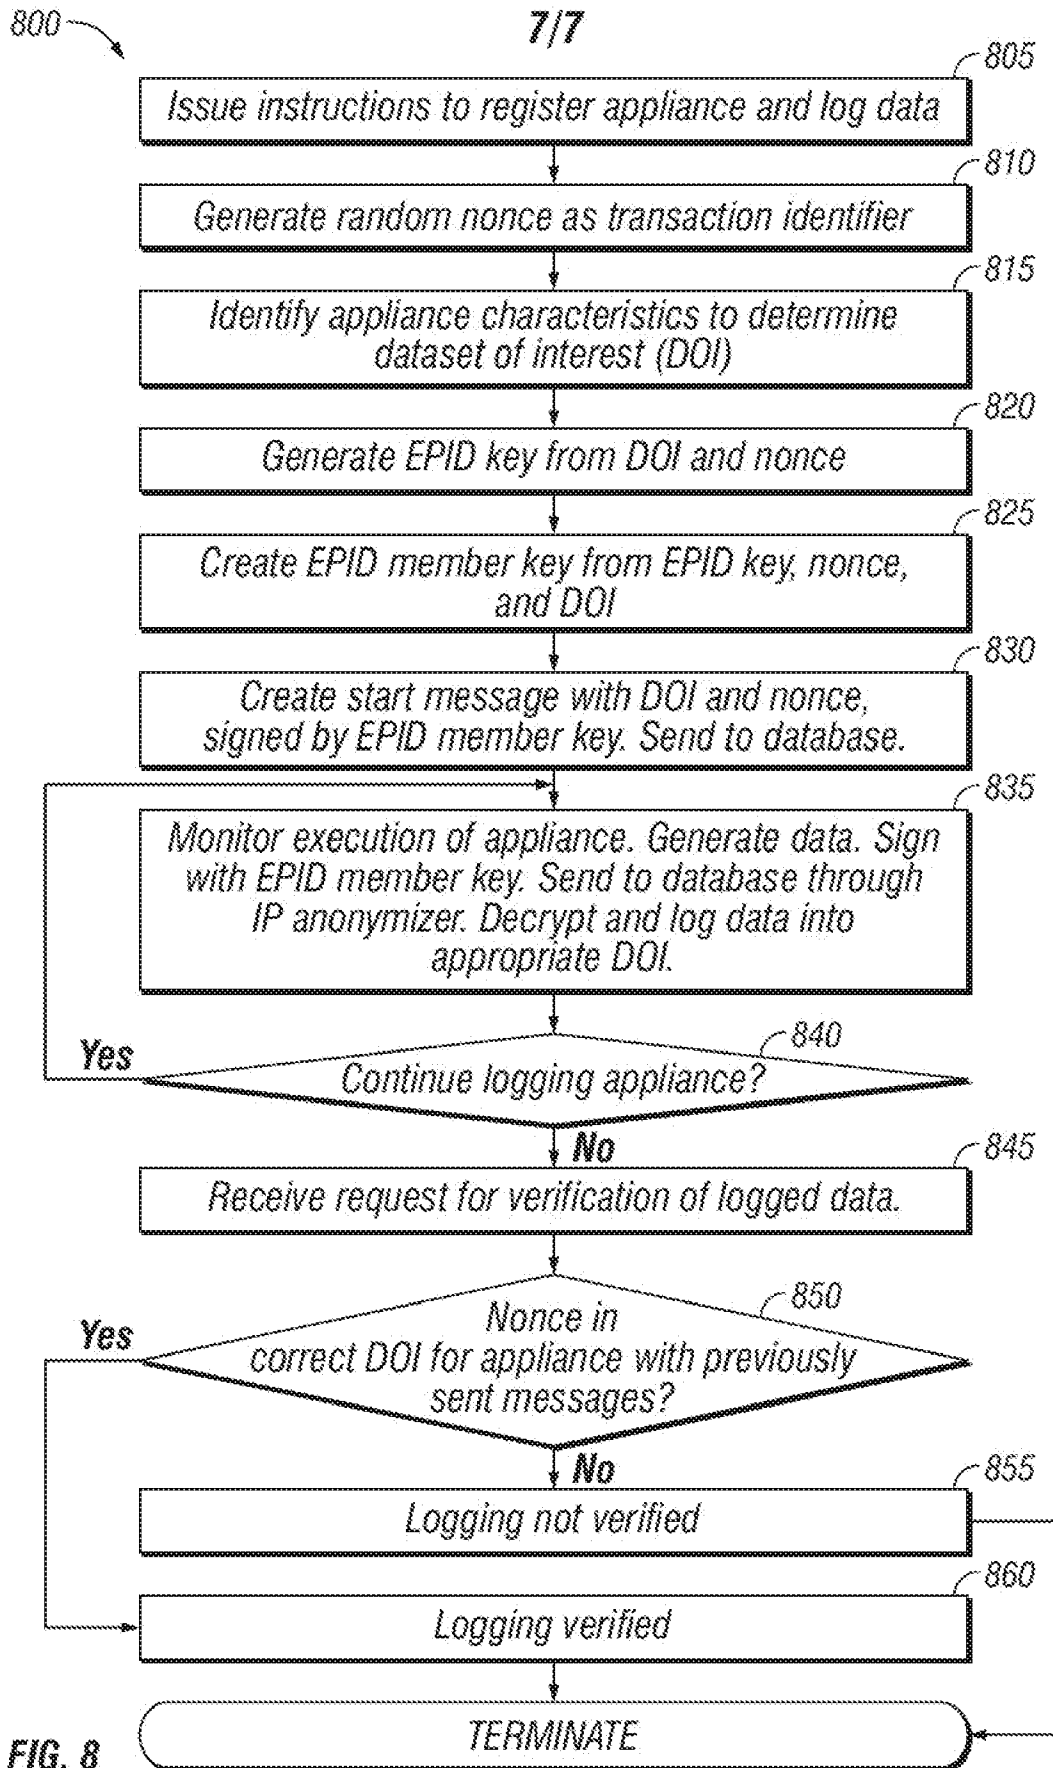 800
7/7
805
Issue instructions to register appliance and log data
810
Generate random nonce as transaction identifier
815
Identify appliance characteristics to determine
dataset of interest (DOI)
820
Generate EPID key from DOI and nonce
825
Create EPID member key from EPID key, nonce,
and DOI
830
Create start message with DOI and nonce,
signed by EPID member key. Send to database.
835
Monitor execution of appliance. Generate data. Sign
with EPID member key. Send to database through
IP anonymizer. Decrypt and log data into
appropriate DOI.
840
Yes
Continue logging appliance?
No
845
Receive request for verification of logged data.
850
Yes
Nonce in
correct DOI for appliance with previously
sent messages?
No
855
Logging not verified
860
Logging verified
TERMINATE
FIG. 8